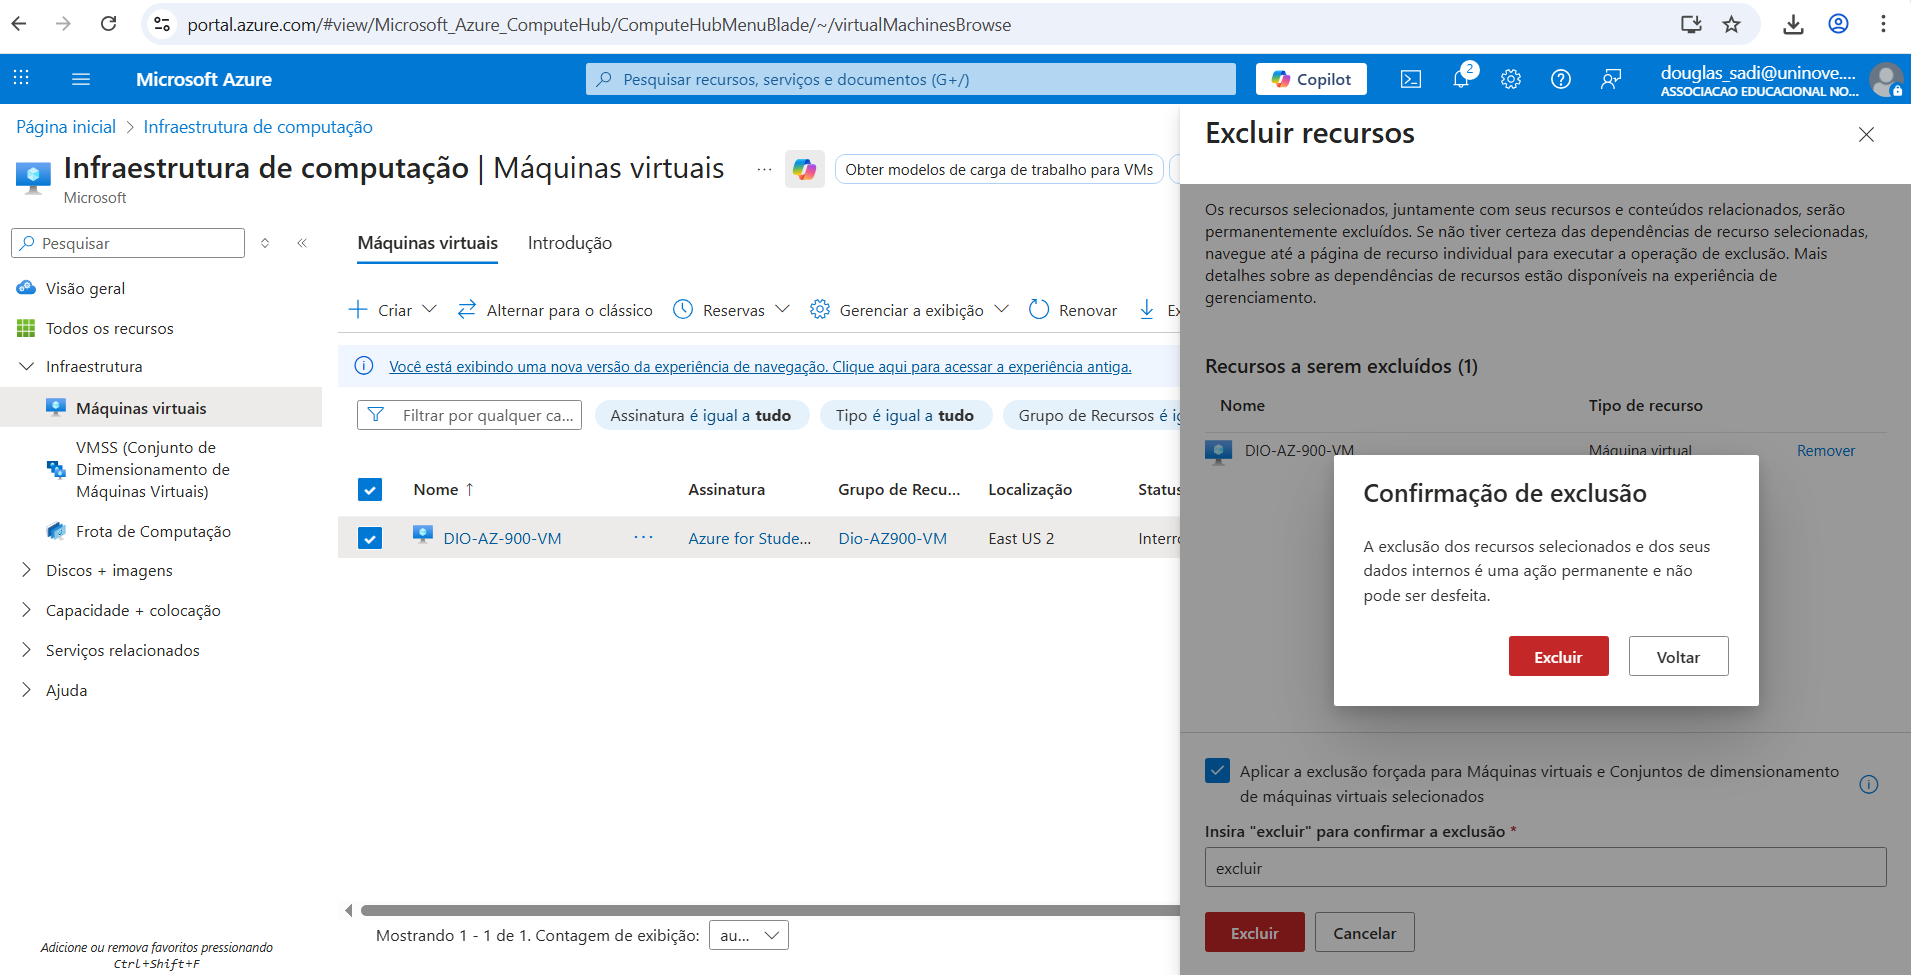 portal.azure.com/#view/Microsoft_Azure_ComputeHub/ComputeHubMenuBlade/~/virtualMachinesBrowse
Microsoft Azure
Pesquisar recursos, serviços e documentos (G+/)
Copilot
2
douglas_sadi@uninove....
ASSOCIACAO EDUCACIONAL NO...
Página inicial > Infraestrutura de computação
Infraestrutura de computação | Máquinas virtuais
...
Obter modelos de carga de trabalho para VMs
Microsoft
Pesquisar
Visão geral
Todos os recursos
Infraestrutura
Máquinas virtuais
VMSS (Conjunto de
Dimensionamento de
Máquinas Virtuais)
Frota de Computação
Discos + imagens
Capacidade + colocação
Serviços relacionados
Ajuda
Adicione ou remova favoritos pressionando
Ctrl+Shift+F
Máquinas virtuais
Introdução
Criar
Alternar para o clássico
Reservas
Gerenciar a exibição
Renovar
Ex
Você está exibindo uma nova versão da experiência de navegação. Clique aqui para acessar a experiência antiga.
Filtrar por qualquer ca...
Assinatura é igual a tudo
Tipo é igual a tudo
Grupo de Recursos é ig
Nome ↑
Assinatura
Grupo de Recu...
Localização
Status
DIO-AZ-900-VM
...
Azure for Stude...
Dio-AZ900-VM
East US 2
Interro
Mostrando 1 - 1 de 1. Contagem de exibição:
au...
Excluir recursos
Os recursos selecionados, juntamente com seus recursos e conteúdos relacionados, serão
permanentemente excluídos. Se não tiver certeza das dependências de recurso selecionadas,
navegue até a página de recurso individual para executar a operação de exclusão. Mais
detalhes sobre as dependências de recursos estão disponíveis na experiência de
gerenciamento.
Recursos a serem excluídos (1)
Nome
Tipo de recurso
DIO-AZ-900-VM
Máquina virtual
Remover
Confirmação de exclusão
A exclusão dos recursos selecionados e dos seus
dados internos é uma ação permanente e não
pode ser desfeita.
Excluir
Voltar
Aplicar a exclusão forçada para Máquinas virtuais e Conjuntos de dimensionamento
de máquinas virtuais selecionados
Insira "excluir" para confirmar a exclusão *
excluir
Excluir
Cancelar